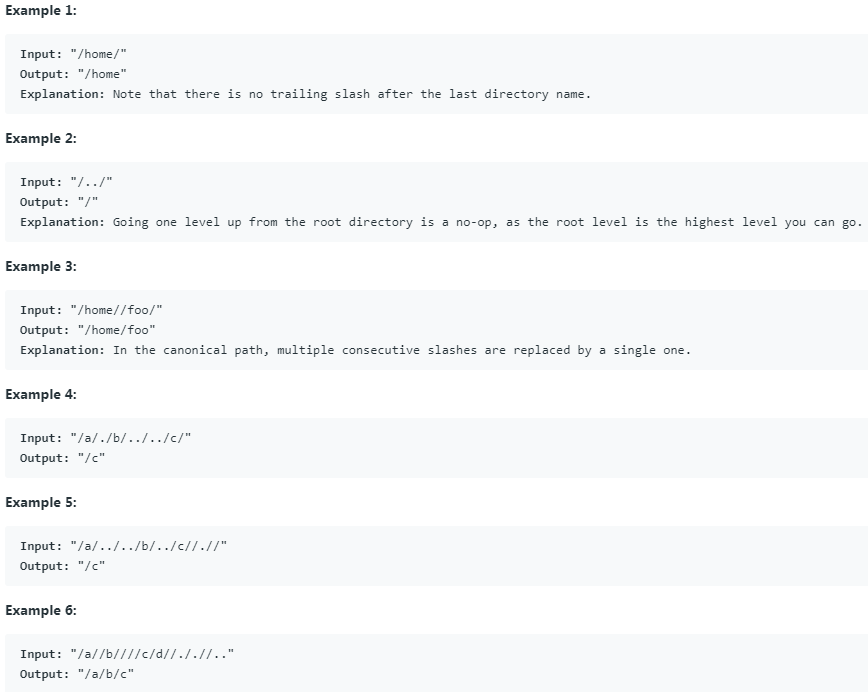 Example 1:
Input: "/home/"
Output: "/home"
Explanation: Note that there is no trailing slash after the last directory name.
Example 2:
Input: "/../"
Output: "/"
Explanation: Going one level up from the root directory is a no-op, as the root level is the highest level you can go.
Example 3:
Input: "/home//foo/"
Output: "/home/foo"
Explanation: In the canonical path, multiple consecutive slashes are replaced by a single one.
Example 4:
Input: "/a/./b/../../c/"
Output: "/c"
Example 5:
Input: "/a/../../b/../c//.//"
Output: "/c"
Example 6:
Input: "/a//b////c/d//././/.."
Output: "/a/b/c"